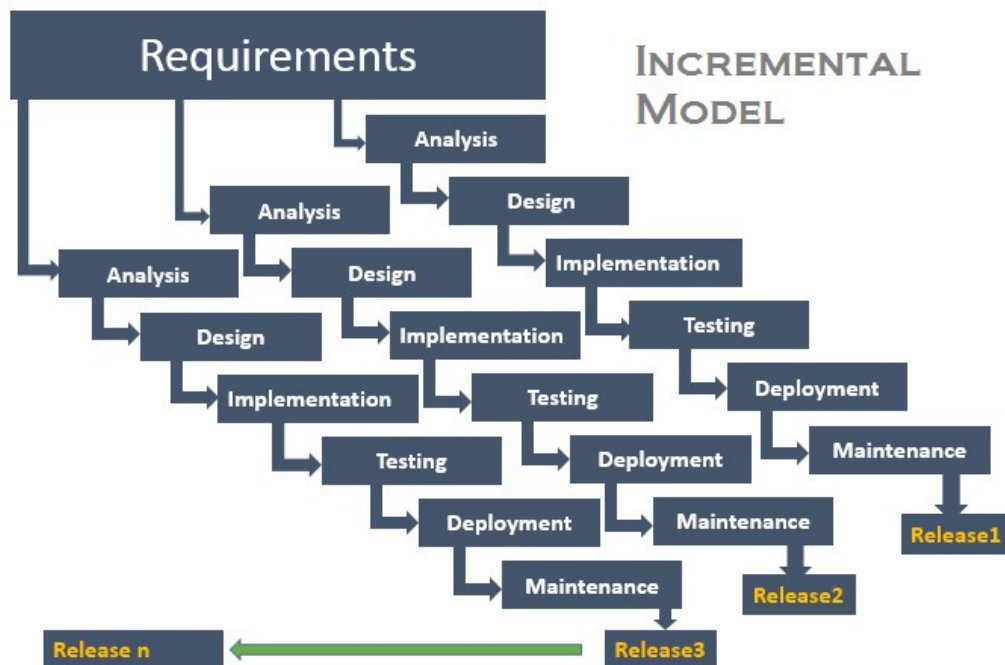 Requirements
INCREMENTAL
MODEL
Analysis
Design
Implementation
Testing
Deployment
Maintenance
Release1
Analysis
Design
Implementation
Testing
Deployment
Maintenance
Release2
Analysis
Design
Implementation
Testing
Deployment
Maintenance
Release3
Release n